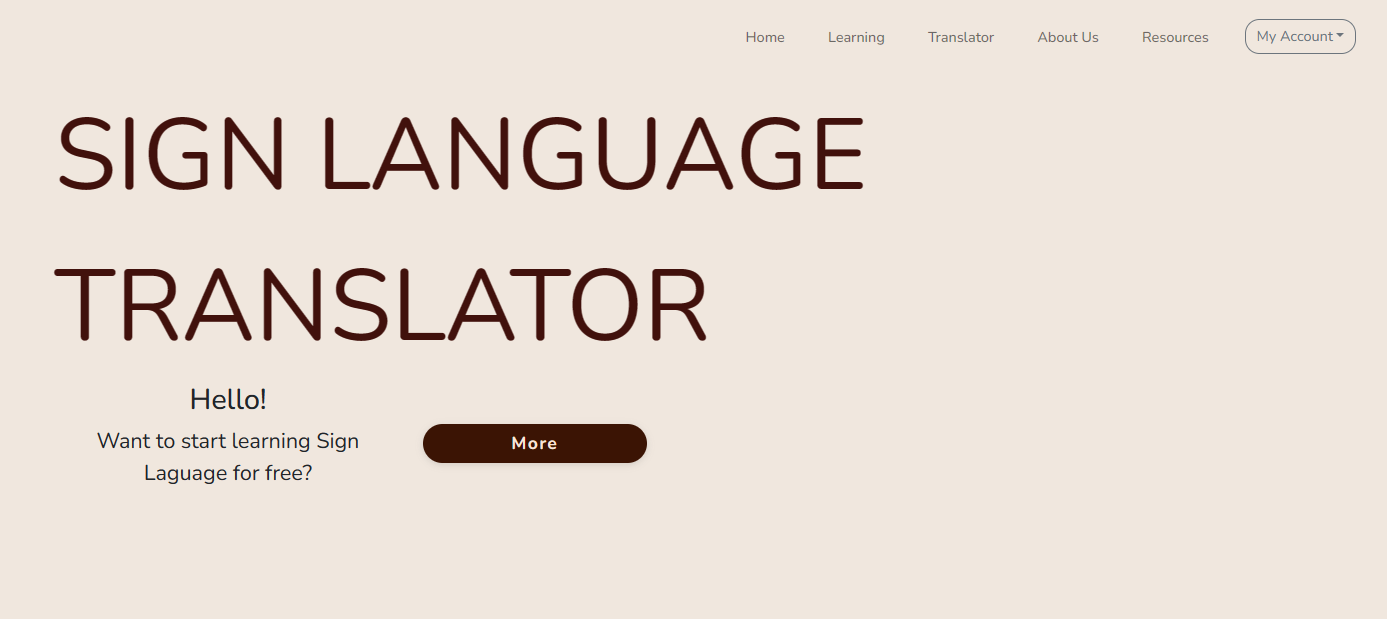 Home Learning Translator About Us Resources My Account
SIGN LANGUAGE
TRANSLATOR
Hello!
Want to start learning Sign
Laguage for free?
More